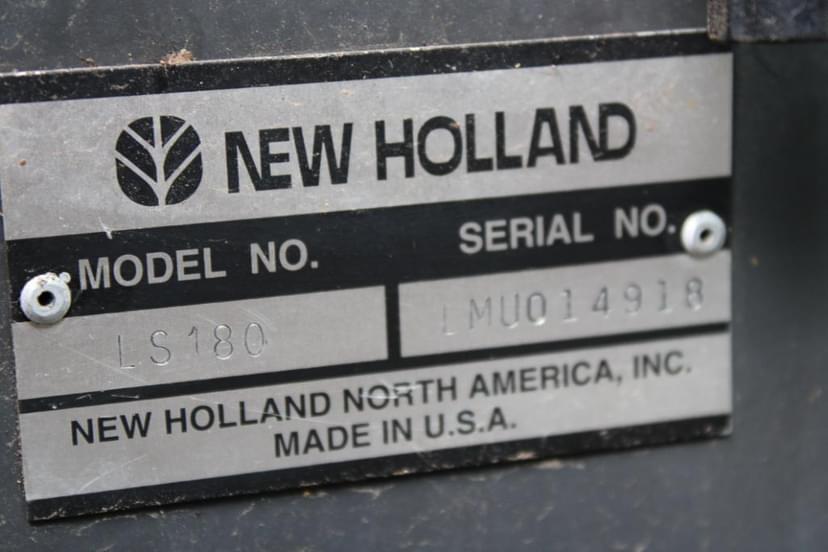 NEW HOLLAND
MODEL NO.
SERIAL NO.
LS180
LMU014918
NEW HOLLAND NORTH AMERICA, INC.
MADE IN U.S.A.